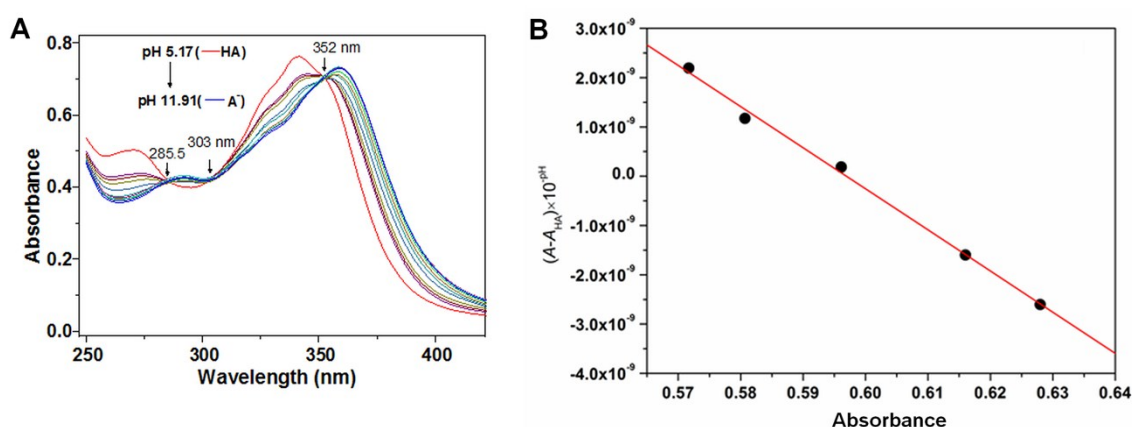 A
pH 5.17(—HA)
pH 11.91(— A⁻)
285.5
303 nm
352 nm
0.8
0.6
0.4
0.2
0.0
Absorbance
250
300
350
400
Wavelength (nm)
B
3.0x10⁻⁹
2.0x10⁻⁹
1.0x10⁻⁹
0.0
-1.0x10⁻⁹
-2.0x10⁻⁹
-3.0x10⁻⁹
-4.0x10⁻⁹
(A-A_HA)×10^-pH
0.57
0.58
0.59
0.60
0.61
0.62
0.63
0.64
Absorbance